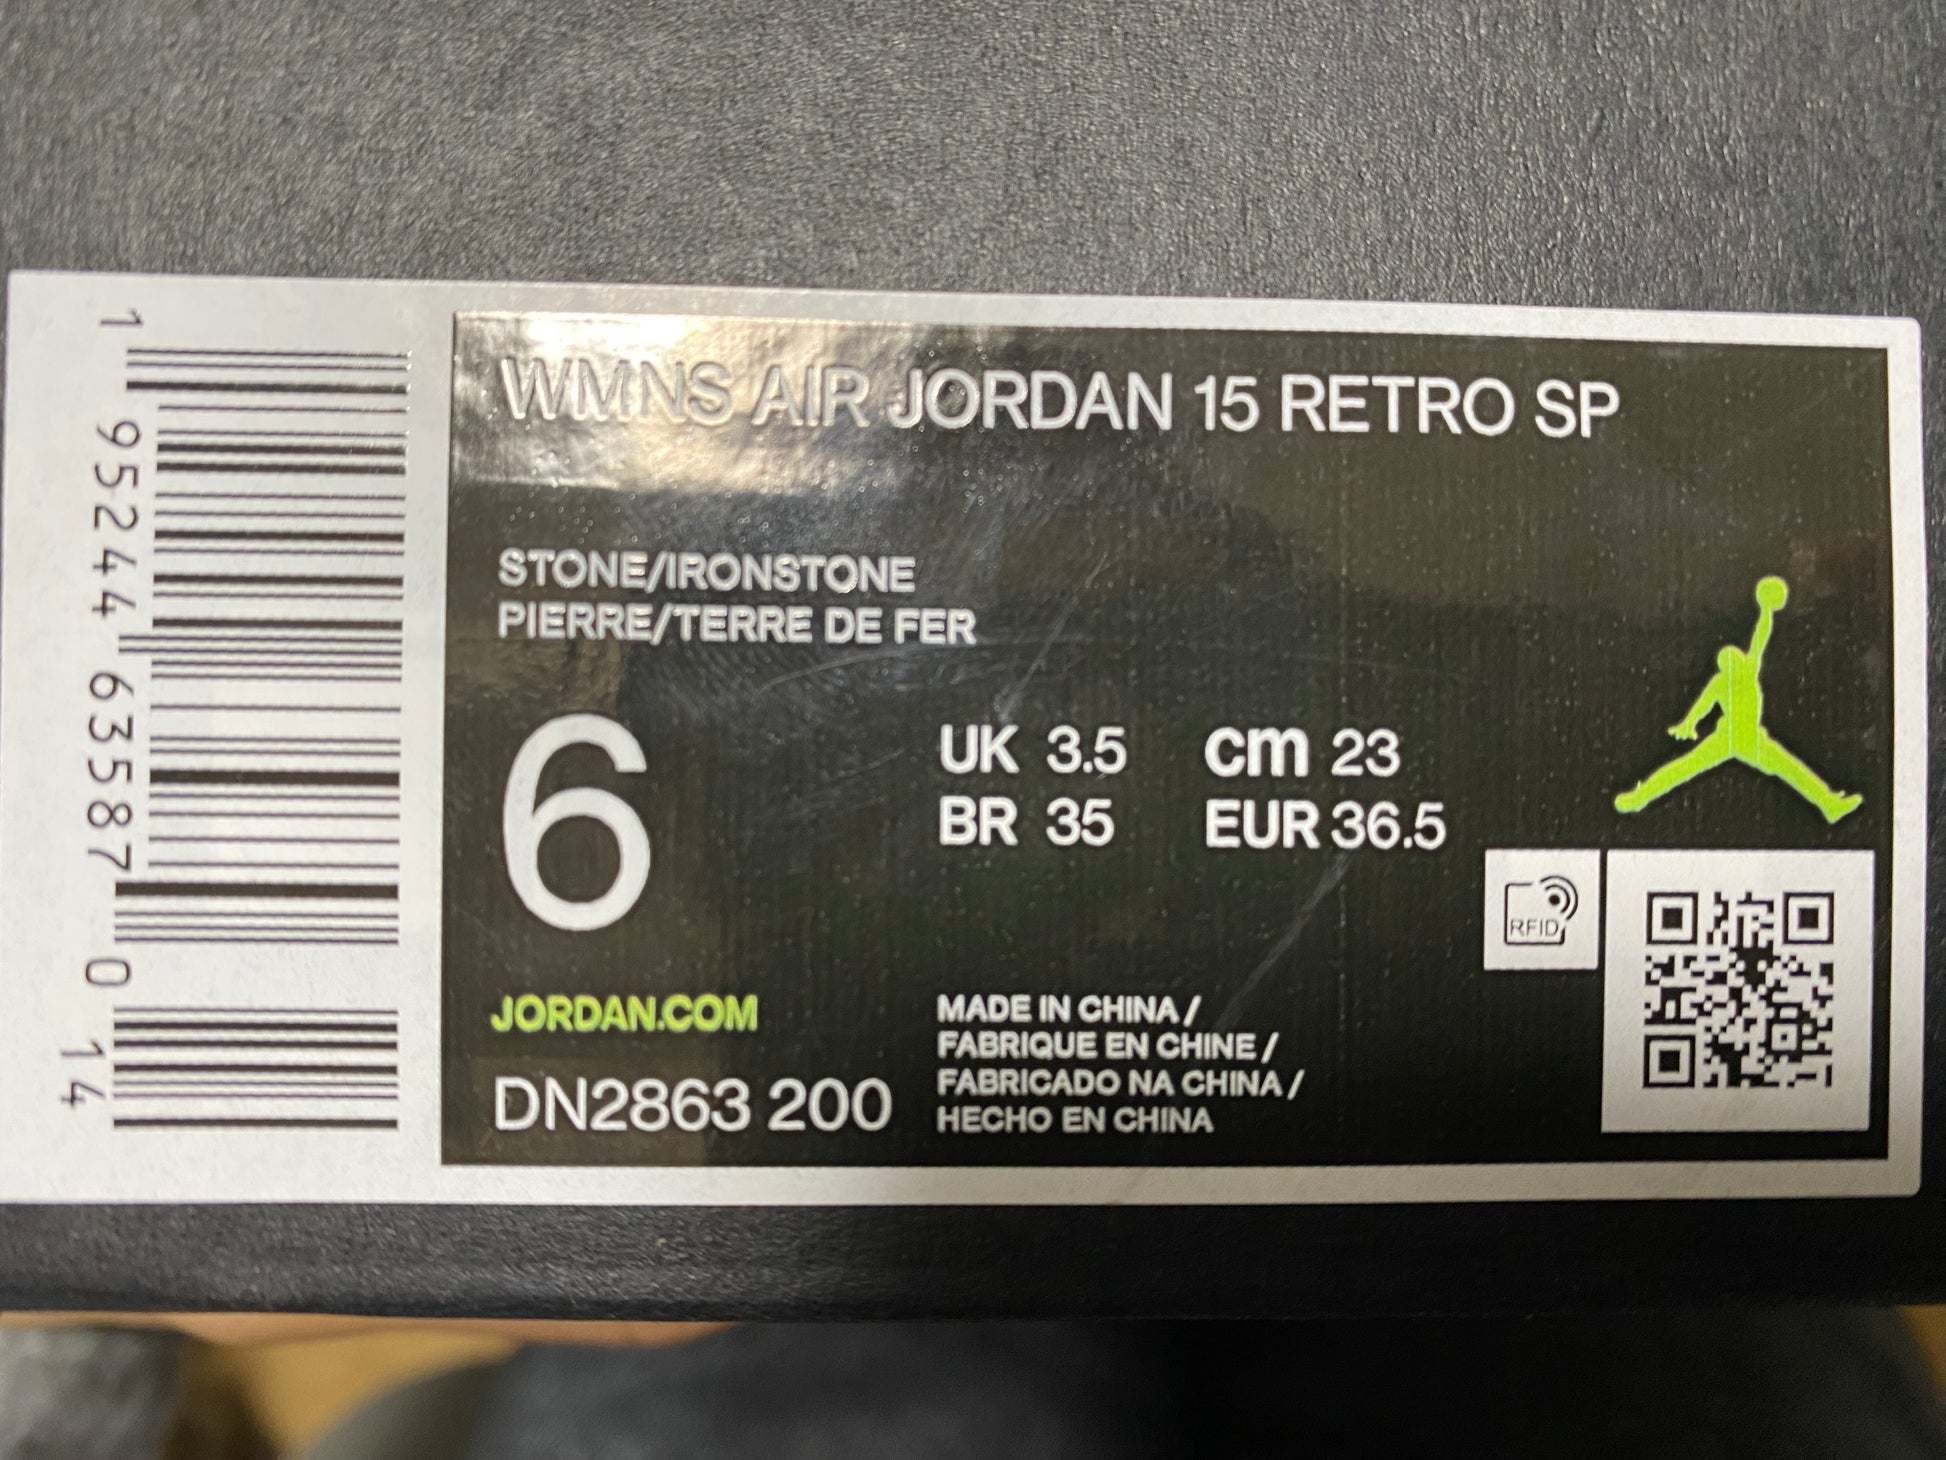 WMNS AIR JORDAN 15 RETRO SP
STONE/IRONSTONE
PIERRE/TERRE DE FER
6
UK 3.5 cm 23
BR 35 EUR 36.5
RFID
JORDAN.COM
DN2863 200
MADE IN CHINA /
FABRIQUE EN CHINE /
FABRICADO NA CHINA /
HECHO EN CHINA
1 95244 63587 0 14